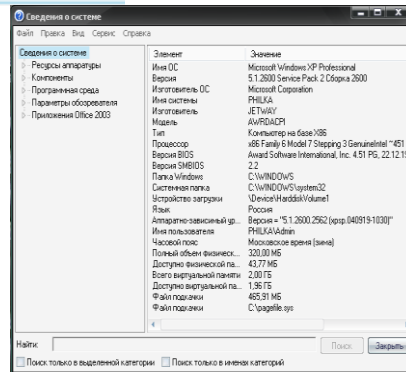 Сведения о системе
Файл Правка Вид Сервис Справка
Сведения о системе
Ресурсы аппаратуры
Компоненты
Программная среда
Параметры обозревателя
Приложения Office 2003
Элемент Значение
Имя ОС Microsoft Windows XP Professional
Версия 5.1.2600 Service Pack 2 Сборка 2600
Изготовитель ОС Microsoft Corporation
Имя системы PHILKA
Изготовитель JETWAY
Модель AWRDACPI
Тип Компьютер на базе X86
Процессор x86 Family 6 Model 7 Stepping 3 GenuineIntel ~451
Версия BIOS Award Software International, Inc. 4.51 PG, 22.12.19
Версия SMBIOS 2.2
Папка Windows C:\WINDOWS
Системная папка C:\WINDOWS\system32
Устройство загрузки \Device\HarddiskVolume1
Язык Россия
Аппаратно-зависимый ур... Версия = "5.1.2600.2562 (xpsp.040919-1030)"
Имя пользователя PHILKA\Admin
Часовой пояс Московское время (зима)
Полный объем физическ... 320,00 МБ
Доступно физической па... 43,77 МБ
Всего виртуальной памяти 2,00 ГБ
Доступно виртуальной па... 1,96 ГБ
Файл подкачки 465,91 МБ
Файл подкачки C:\pagefile.sys
Найти: Поиск Закрыть
Поиск только в выделенной категории Поиск только в именах категорий